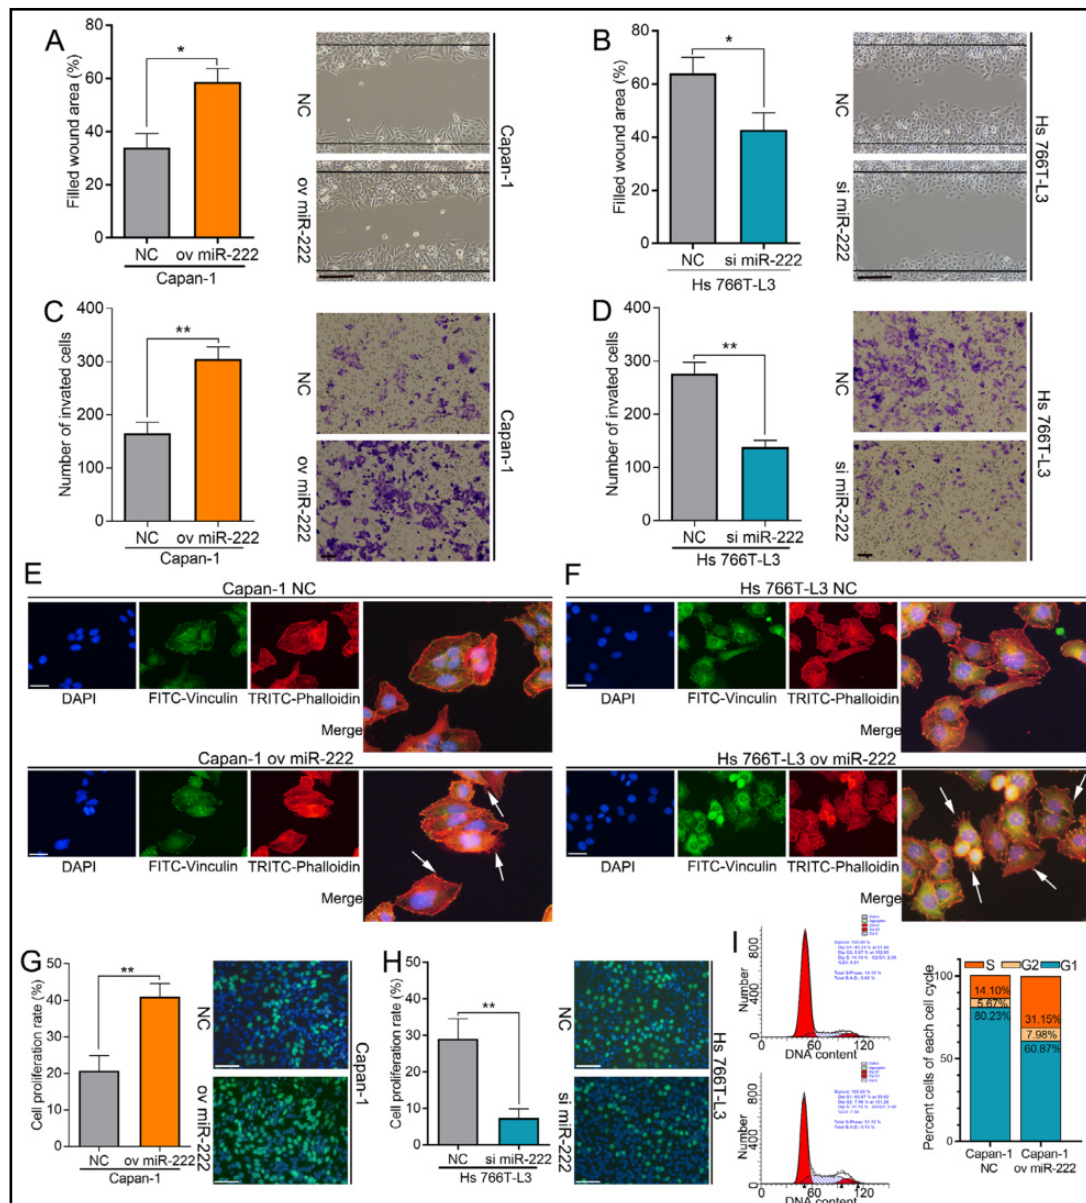 A
Filled wound area (%)
80
60
40
20
0
*
NC
ov miR-222
Capan-1
NC
ov miR-222
Capan-1
B
Filled wound area (%)
80
60
40
20
0
*
NC
si miR-222
Hs 766T-L3
NC
si miR-222
Hs 766T-L3
C
Number of invated cells
400
300
200
100
0
**
NC
ov miR-222
Capan-1
NC
ov miR-222
Capan-1
D
Number of invated cells
400
300
200
100
0
**
NC
si miR-222
Hs 766T-L3
NC
si miR-222
Hs 766T-L3
E
Capan-1 NC
DAPI
FITC-Vinculin
TRITC-Phalloidin
Merge
Capan-1 ov miR-222
DAPI
FITC-Vinculin
TRITC-Phalloidin
Merge
F
Hs 766T-L3 NC
DAPI
FITC-Vinculin
TRITC-Phalloidin
Merge
Hs 766T-L3 ov miR-222
DAPI
FITC-Vinculin
TRITC-Phalloidin
Merge
G
Cell proliferation rate (%)
60
50
40
30
20
10
0
**
NC
ov miR-222
Capan-1
NC
ov miR-222
Capan-1
H
Cell proliferation rate (%)
50
40
30
20
10
0
**
NC
si miR-222
Hs 766T-L3
NC
si miR-222
Hs 766T-L3
I
Number
800
400
0
0
60
120
DNA content
Number
800
400
0
0
60
120
DNA content
S
G2
G1
Percent cells of each cell cycle
100
50
0
14.10%
5.67%
80.23%
31.15%
7.98%
60.87%
Capan-1
NC
Capan-1
ov miR-222